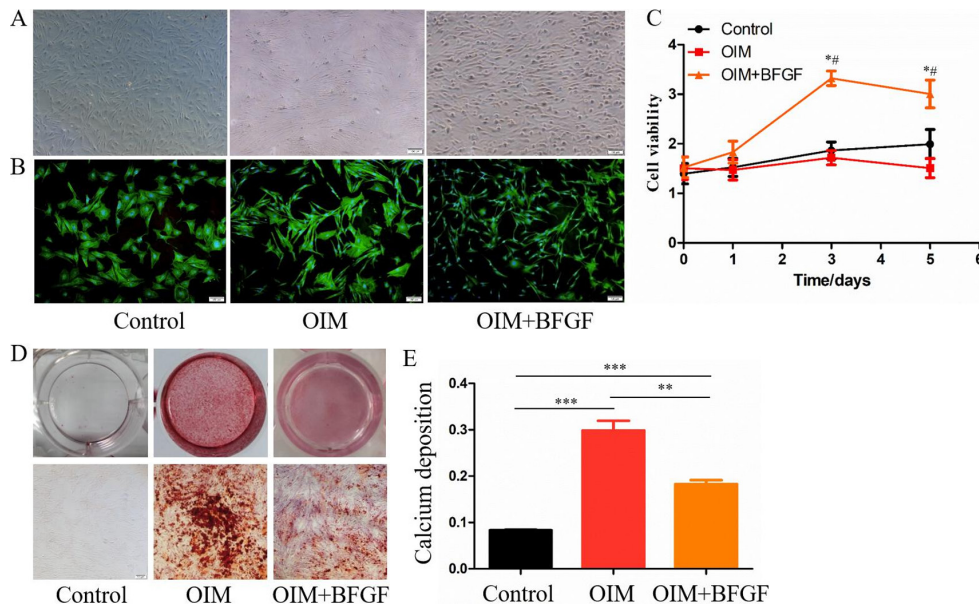 A
B
Control
OIM
OIM+BFGF
C
Control
OIM
OIM+BFGF
*#
*#
4
3
2
1
0
Cell viability
0
1
2
3
4
5
6
Time/days
D
Control
OIM
OIM+BFGF
E
***
***
**
0.4
0.3
0.2
0.1
0.0
Calcium deposition
Control
OIM
OIM+BFGF